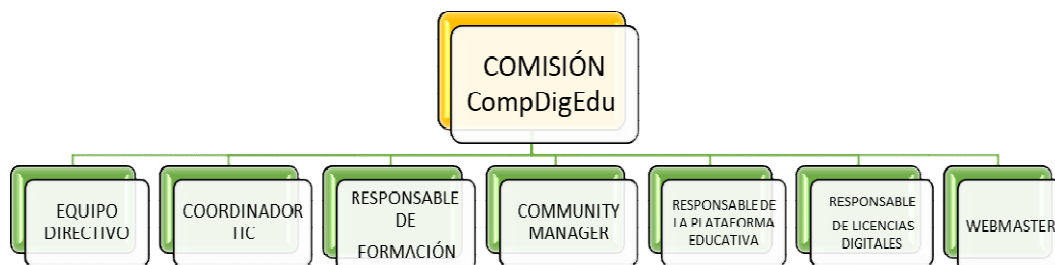 COMISIÓN
CompDigEdu
EQUIPO
DIRECTIVO
COORDINADOR
TIC
RESPONSABLE
DE
FORMACIÓN
COMMUNITY
MANAGER
RESPONSABLE DE
LA PLATAFORMA
EDUCATIVA
RESPONSABLE
DE LICENCIAS
DIGITALES
WEBMASTER